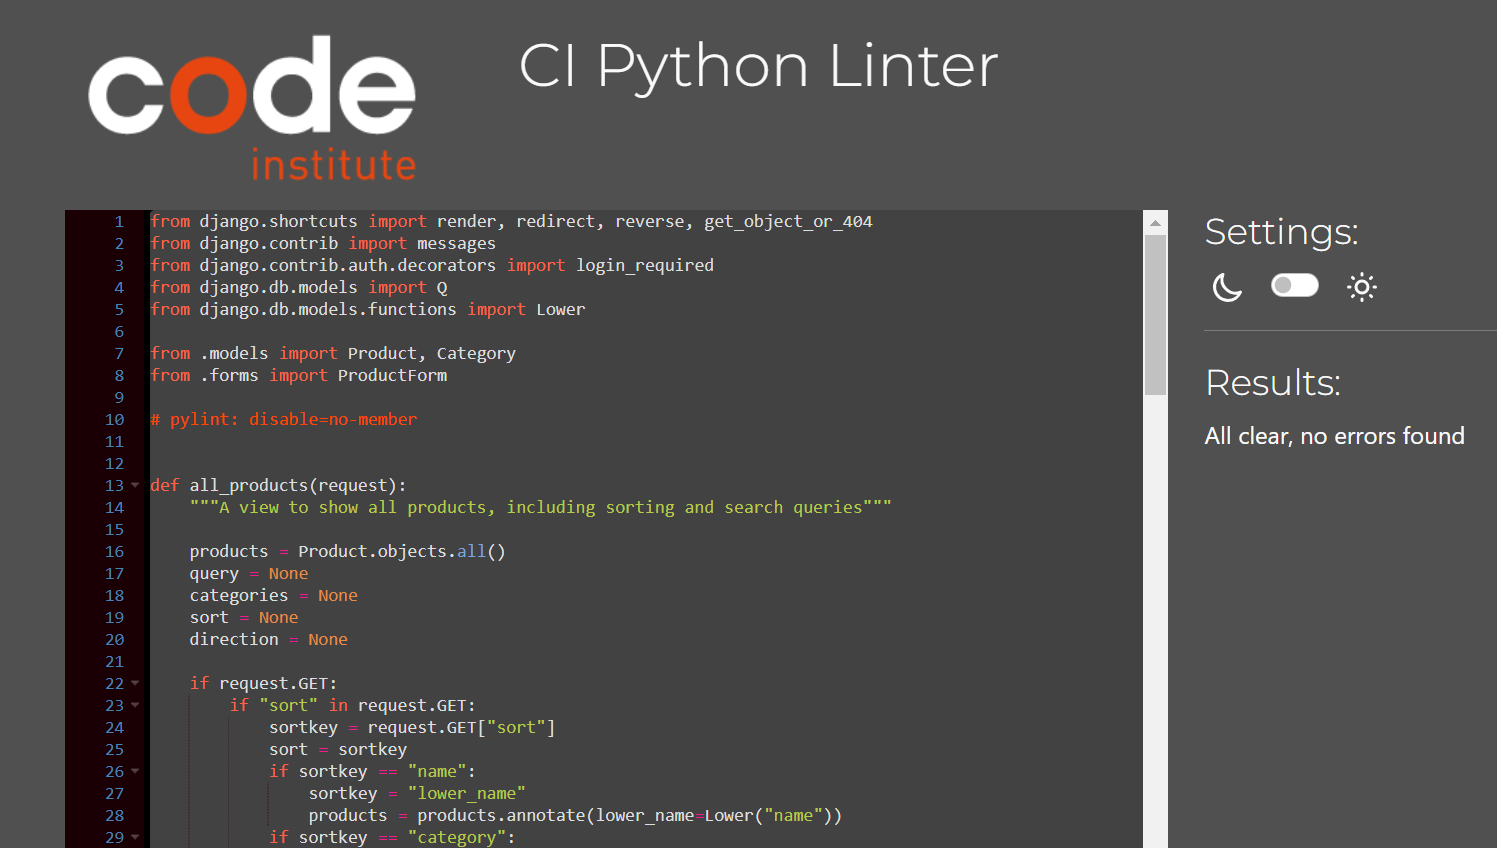 code
institute
CI Python Linter
1 from django.shortcuts import render, redirect, reverse, get_object_or_404
2 from django.contrib import messages
3 from django.contrib.auth.decorators import login_required
4 from django.db.models import Q
5 from django.db.models.functions import Lower
6
7 from .models import Product, Category
8 from .forms import ProductForm
9
10 # pylint: disable=no-member
11
12
13 def all_products(request):
14     """A view to show all products, including sorting and search queries"""
15
16     products = Product.objects.all()
17     query = None
18     categories = None
19     sort = None
20     direction = None
21
22     if request.GET:
23         if "sort" in request.GET:
24             sortkey = request.GET["sort"]
25             sort = sortkey
26             if sortkey == "name":
27                 sortkey = "lower_name"
28                 products = products.annotate(lower_name=Lower("name"))
29             if sortkey == "category":
Settings:
Results:
All clear, no errors found